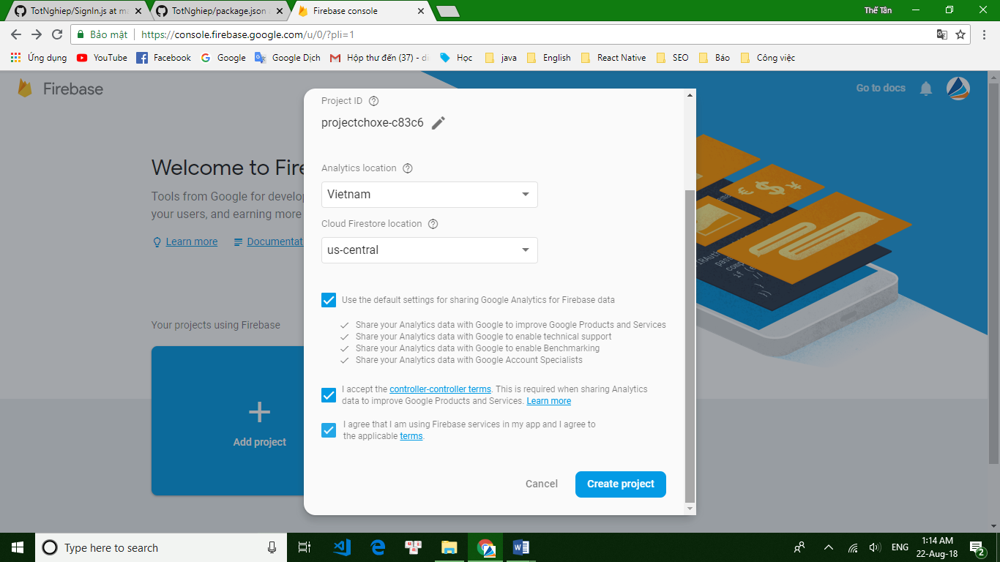 TotNghiep/SignIn.js at ma
TotNghiep/package.json
Firebase console
Thế Tân
Bảo mật
https://console.firebase.google.com/u/0/?pli=1
Ứng dụng
YouTube
Facebook
Google
Google Dịch
Hộp thư đến (37) - di
Học
java
English
React Native
SEO
Báo
Công việc
Firebase
Go to docs
Project ID
projectchoxe-c83c6
Welcome to Fire
Tools from Google for develop
your users, and earning more
Learn more
Documentat
Analytics location
Vietnam
Cloud Firestore location
us-central
Use the default settings for sharing Google Analytics for Firebase data
Share your Analytics data with Google to improve Google Products and Services
Share your Analytics data with Google to enable technical support
Share your Analytics data with Google to enable Benchmarking
Share your Analytics data with Google Account Specialists
I accept the controller-controller terms. This is required when sharing Analytics
data to improve Google Products and Services. Learn more
I agree that I am using Firebase services in my app and I agree to
the applicable terms.
Cancel
Create project
Your projects using Firebase
+
Add project
Type here to search
ENG
1:14 AM
22-Aug-18
2